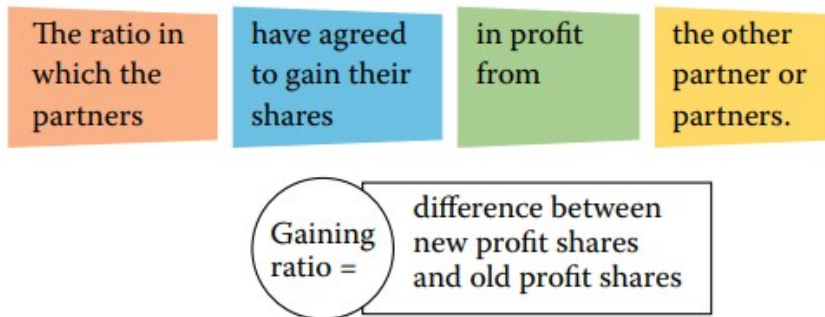 The ratio in
which the
partners
have agreed
to gain their
shares
in profit
from
the other
partner or
partners.
Gaining
ratio =
difference between
new profit shares
and old profit shares